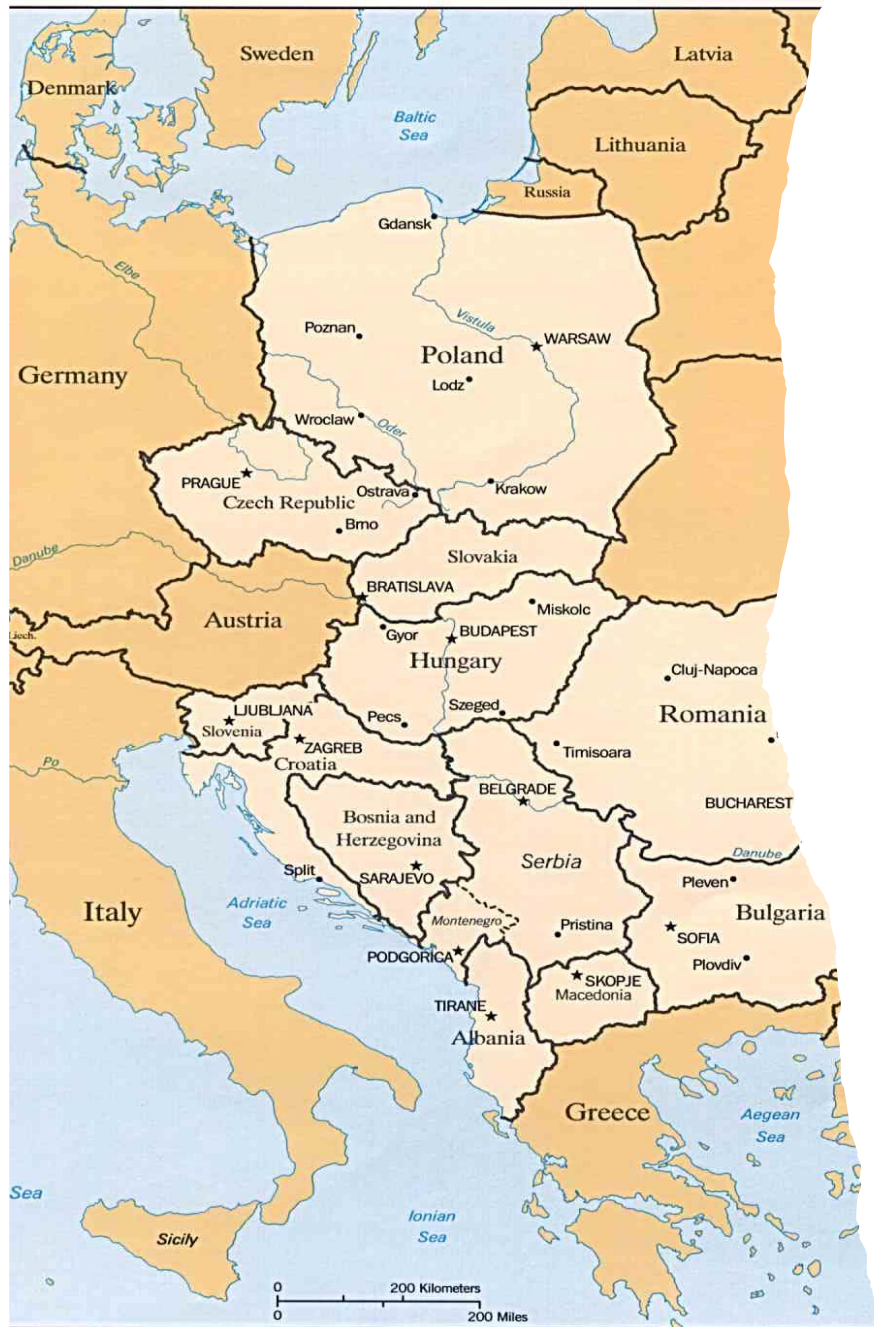 Sweden
Latvia
Denmark
Baltic
Sea
Lithuania
Russia
Gdansk
Elbe
Vistula
Poznan
WARSAW
Poland
Germany
Lodz
Wroclaw
Oder
PRAGUE
Ostrava
Krakow
Czech Republic
Brno
Danube
Slovakia
BRATISLAVA
Miskolc
Austria
Liech.
Gyor
BUDAPEST
Hungary
Cluj-Napoca
LJUBLJANA
Szeged
Romania
Pecs
Slovenia
ZAGREB
Timisoara
Croatia
Po
BELGRADE
BUCHAREST
Bosnia and
Herzegovina
Danube
Serbia
Split
SARAJEVO
Pleven
Adriatic
Sea
Italy
Montenegro
Bulgaria
Pristina
SOFIA
PODGORICA
Plovdiv
SKOPJE
Macedonia
TIRANE
Albania
Greece
Aegean
Sea
Sea
Ionian
Sea
Sicily
0 200 Kilometers
0 200 Miles